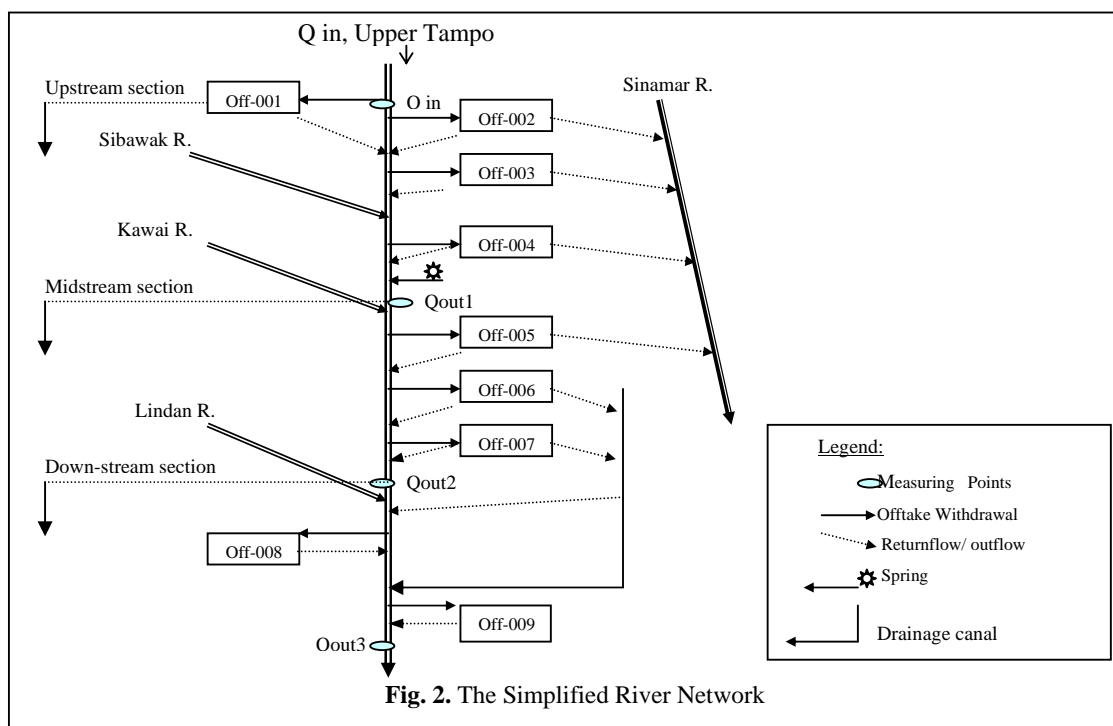 Q in, Upper Tampo
Upstream section
Off-001
O in
Sinamar R.
Off-002
Sibawak R.
Off-003
Kawai R.
Off-004
Midstream section
Qout1
Off-005
Off-006
Lindan R.
Off-007
Down-stream section
Qout2
Off-008
Off-009
Oout3
Legend:
Measuring Points
Offtake Withdrawal
Returnflow/ outflow
Spring
Drainage canal
Fig. 2. The Simplified River Network